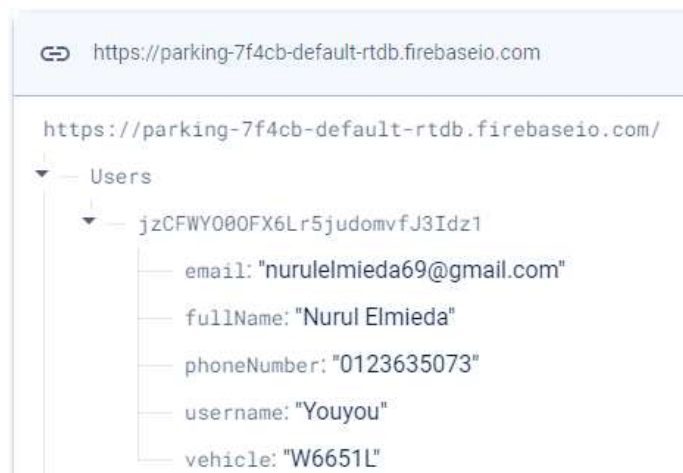 https://parking-7f4cb-default-rtdb.firebaseio.com
https://parking-7f4cb-default-rtdb.firebaseio.com/
Users
jzCFWYO0OFX6Lr5judomvfJ3Idz1
email: "nurulelmieda69@gmail.com"
fullName: "Nurul Elmieda"
phoneNumber: "0123635073"
username: "Youyou"
vehicle: "W6651L"